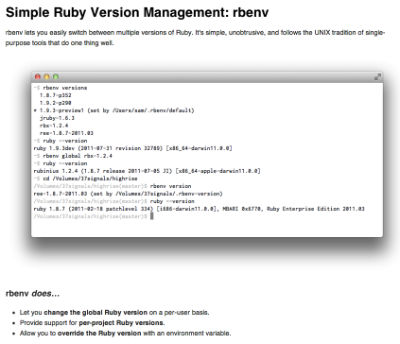 Simple Ruby Version Management: rbenv
rbenv lets you easily switch between multiple versions of Ruby. It's simple, unobtrusive, and follows the UNIX tradition of single-
purpose tools that do one thing well.
~$ rbenv versions
1.8.7-p352
1.9.2-p290
* 1.9.3-preview1 (set by /Users/sam/.rbenv/default)
jruby-1.6.3
rbx-1.2.4
ree-1.8.7-2011.03
~$ ruby --version
ruby 1.9.3dev (2011-07-31 revision 32789) [x86_64-darwin11.0.0]
~$ rbenv global rbx-1.2.4
~$ ruby --version
rubinius 1.2.4 (1.8.7 release 2011-07-05 JI) [x86_64-apple-darwin11.0.0]
~$ cd /Volumes/37signals/highrise
/Volumes/37signals/highrise(master)$ rbenv version
ree-1.8.7-2011.03 (set by /Volumes/37signals/.rbenv-version)
/Volumes/37signals/highrise(master)$ ruby --version
ruby 1.8.7 (2011-02-18 patchlevel 334) [i686-darwin11.0.0], MBARI 0x6770, Ruby Enterprise Edition 2011.03
/Volumes/37signals/highrise(master)$
rbenv does…
• Let you change the global Ruby version on a per-user basis.
• Provide support for per-project Ruby versions.
• Allow you to override the Ruby version with an environment variable.